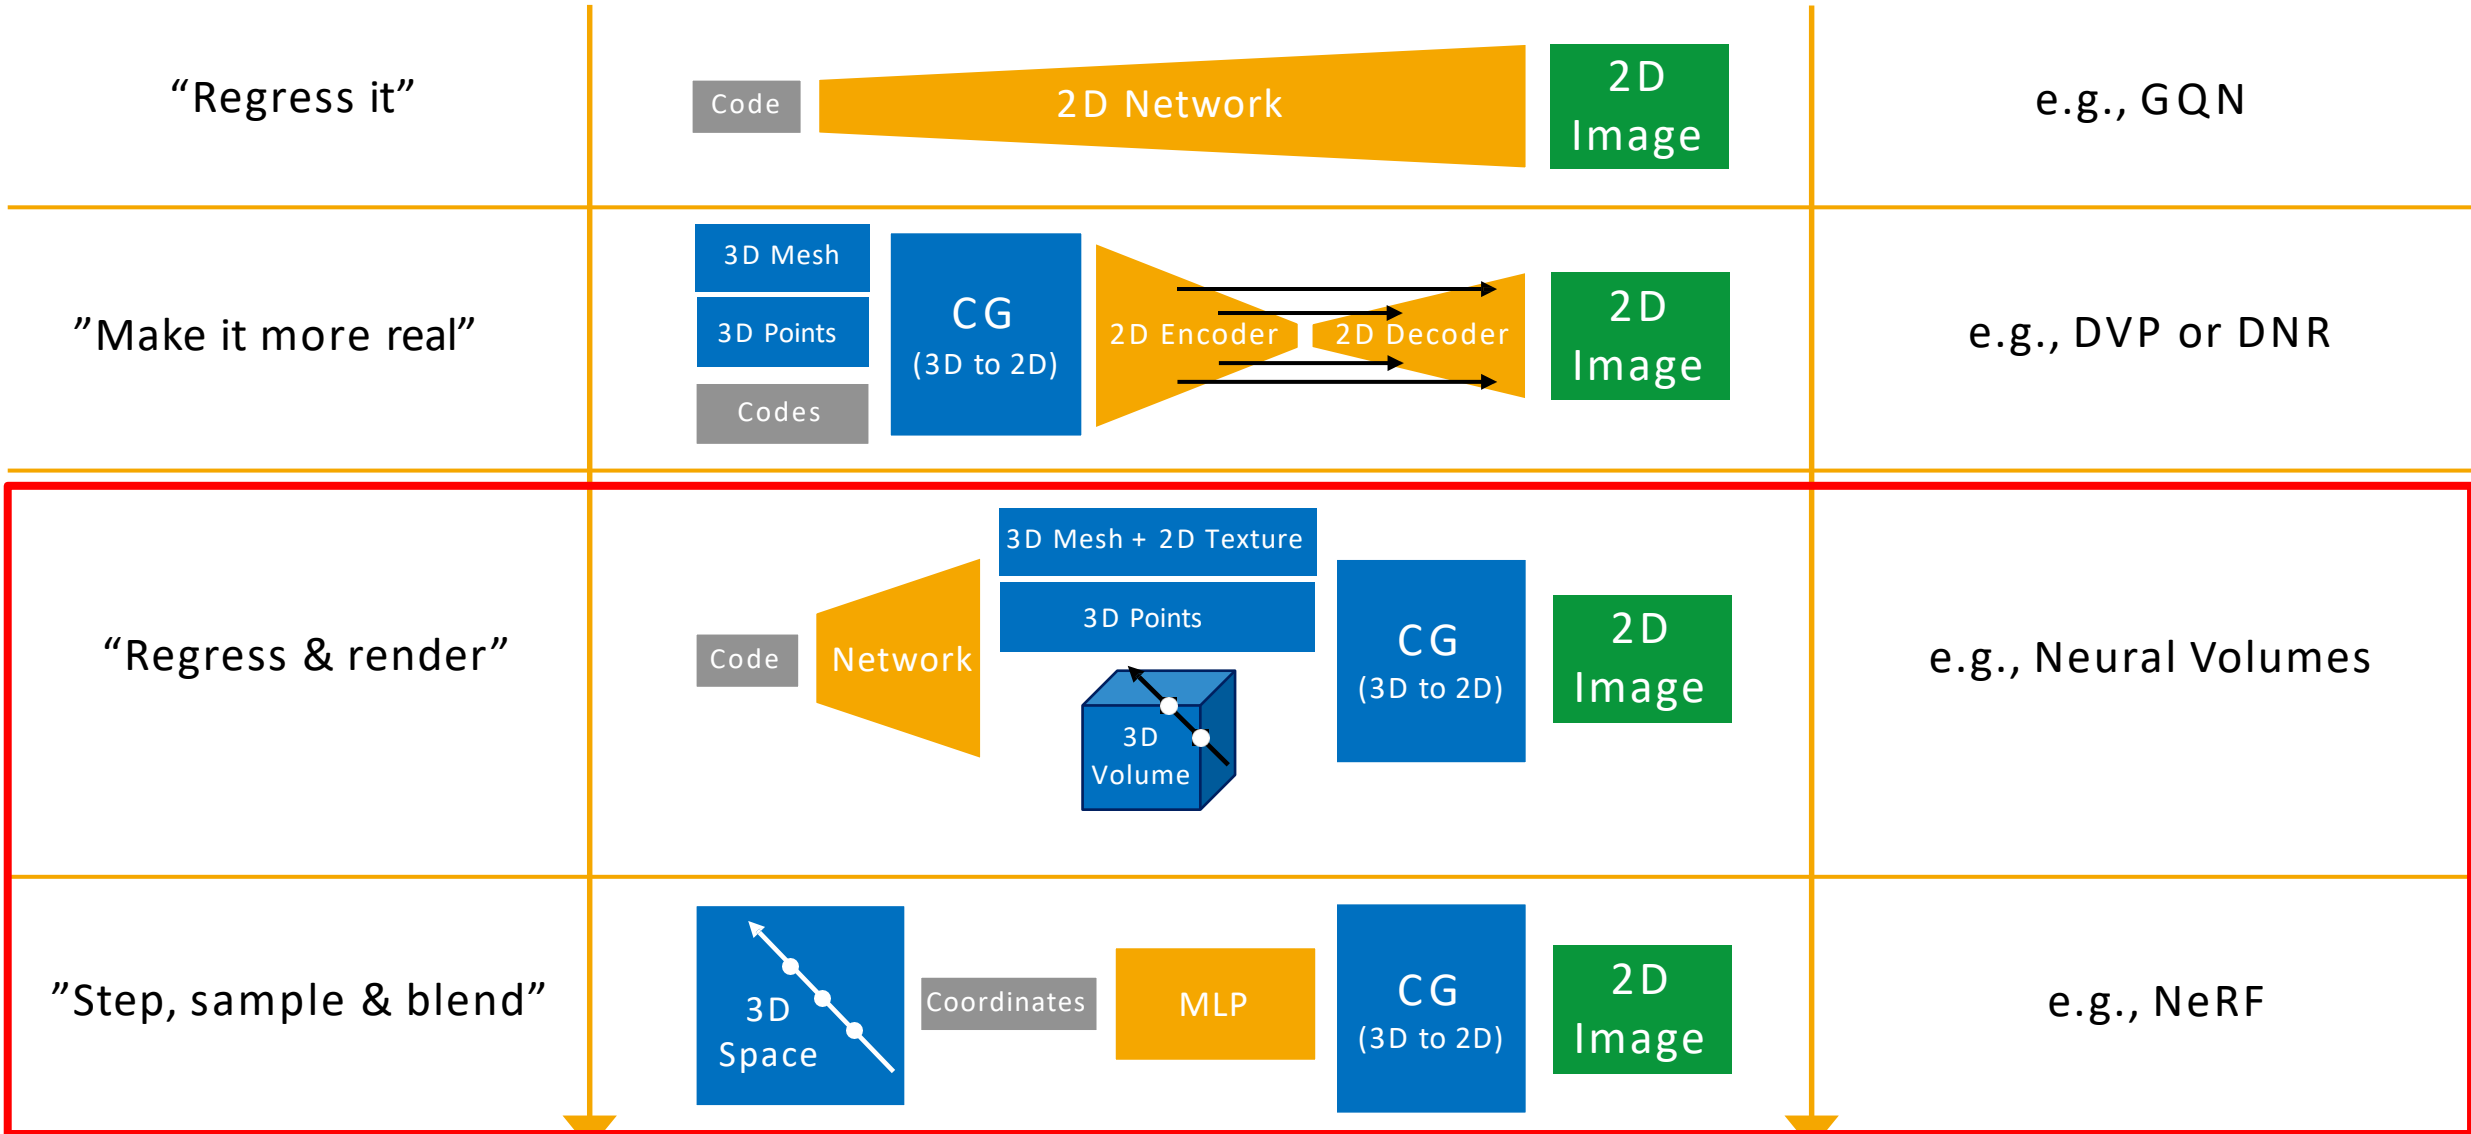 “Regress it”
Code
2D Network
2D
Image
e.g., GQN
”Make it more real”
3D Mesh
3D Points
Codes
CG
(3D to 2D)
2D Encoder
2D Decoder
2D
Image
e.g., DVP or DNR
“Regress & render”
Code
Network
3D Mesh + 2D Texture
3D Points
3D
Volume
CG
(3D to 2D)
2D
Image
e.g., Neural Volumes
”Step, sample & blend”
3D
Space
Coordinates
MLP
CG
(3D to 2D)
2D
Image
e.g., NeRF